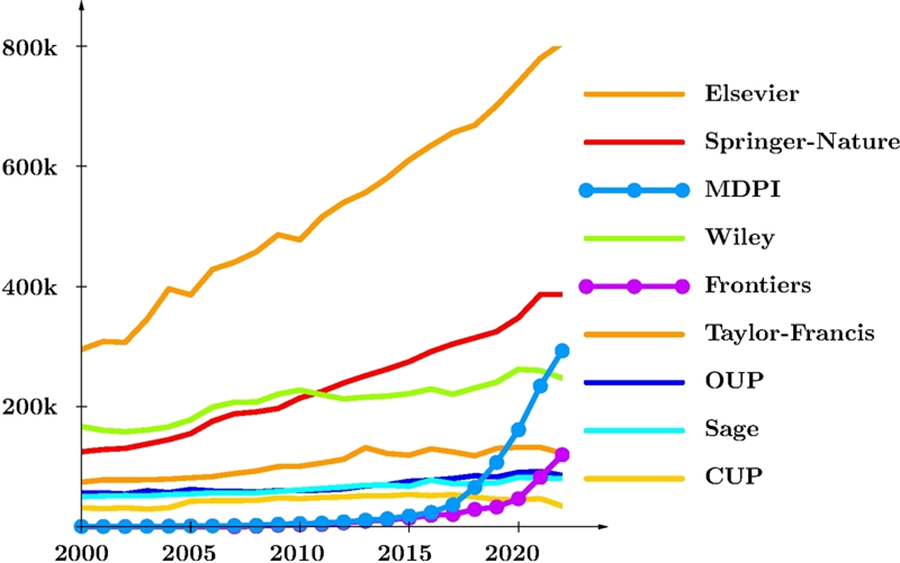 800k
600k
400k
200k
2000 2005 2010 2015 2020
Elsevier
Springer-Nature
MDPI
Wiley
Frontiers
Taylor-Francis
OUP
Sage
CUP